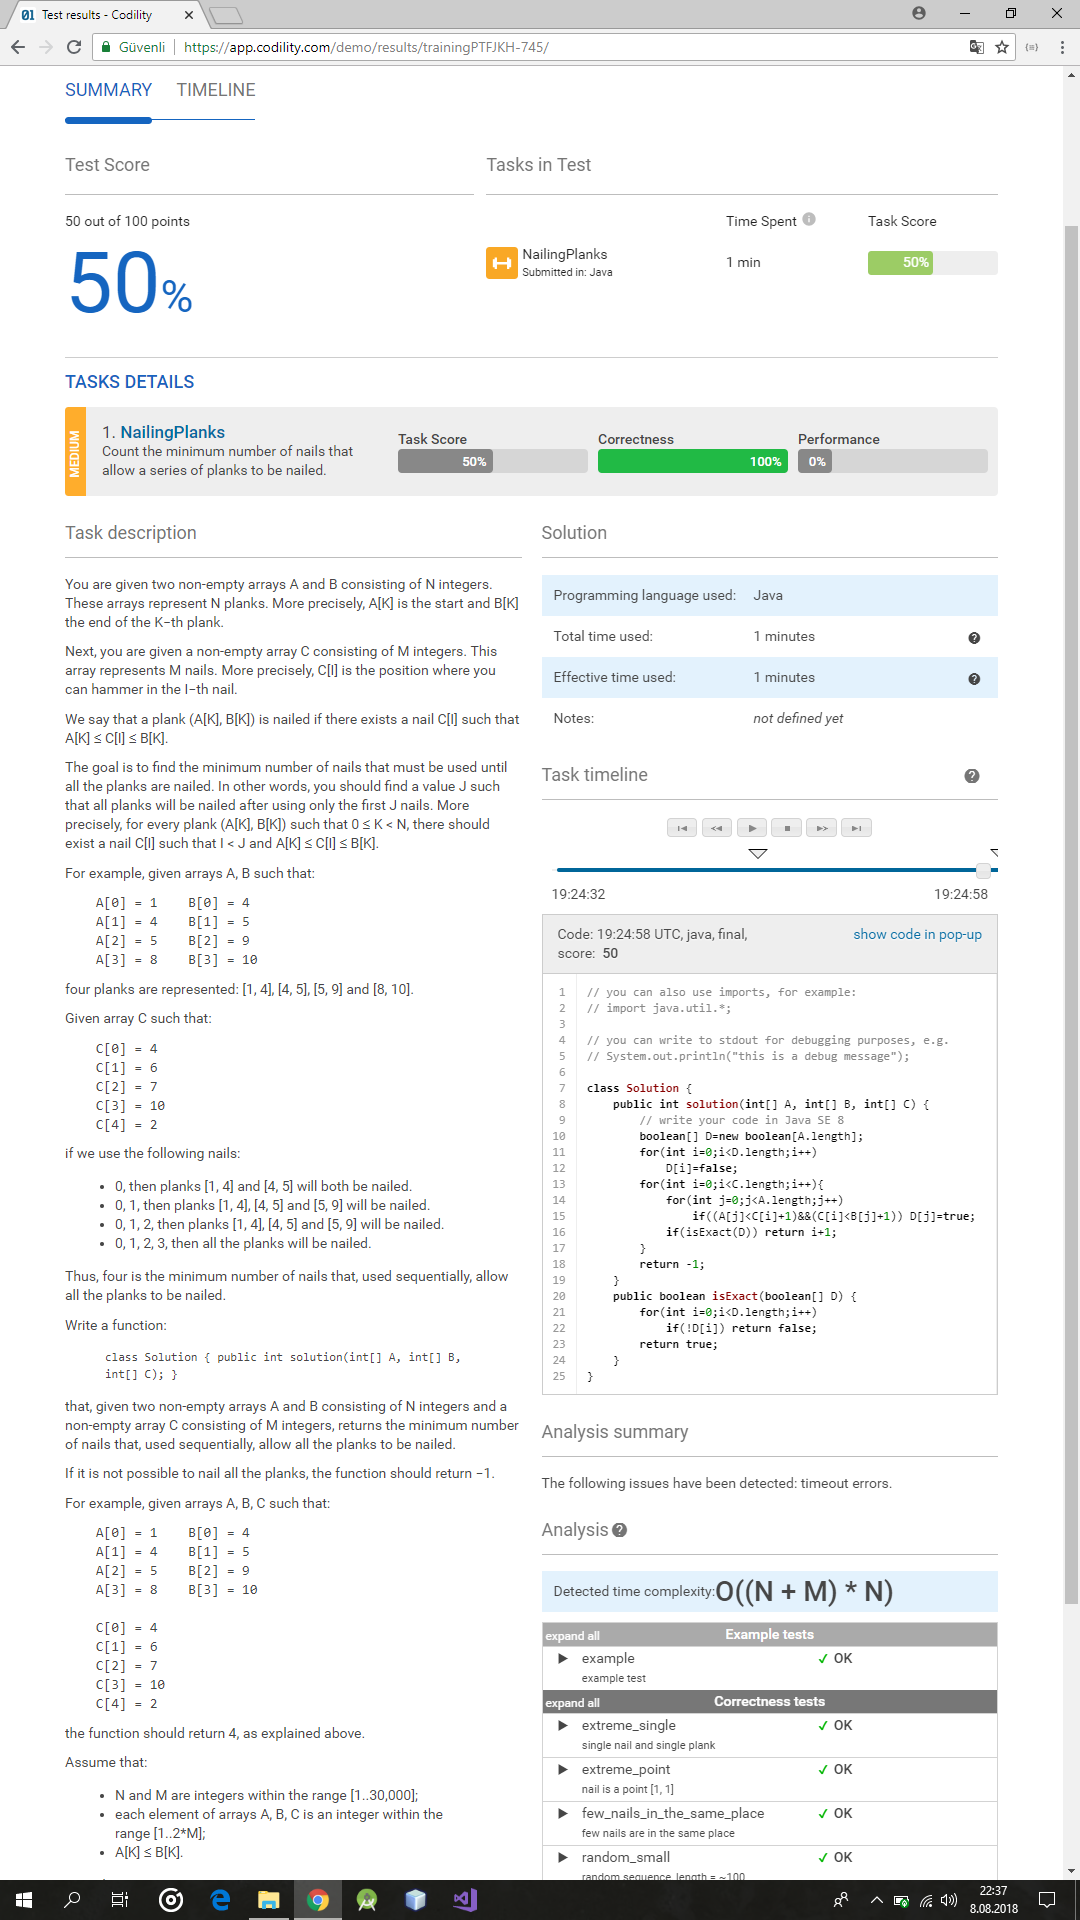 Test results - Codility
Güvenli
https://app.codility.com/demo/results/trainingPTFJKH-745/
SUMMARY TIMELINE
Test Score
50 out of 100 points
50%
Tasks in Test
Time Spent Task Score
NailingPlanks
Submitted in: Java
1 min
50%
TASKS DETAILS
MEDIUM
1. NailingPlanks
Count the minimum number of nails that
allow a series of planks to be nailed.
Task Score
50%
Correctness
100%
Performance
0%
Task description
You are given two non-empty arrays A and B consisting of N integers.
These arrays represent N planks. More precisely, A[K] is the start and B[K]
the end of the K−th plank.
Next, you are given a non-empty array C consisting of M integers. This
array represents M nails. More precisely, C[I] is the position where you
can hammer in the I−th nail.
We say that a plank (A[K], B[K]) is nailed if there exists a nail C[I] such that
A[K] ≤ C[I] ≤ B[K].
The goal is to find the minimum number of nails that must be used until
all the planks are nailed. In other words, you should find a value J such
that all planks will be nailed after using only the first J nails. More
precisely, for every plank (A[K], B[K]) such that 0 ≤ K < N, there should
exist a nail C[I] such that I < J and A[K] ≤ C[I] ≤ B[K].
For example, given arrays A, B such that:
A[0] = 1 B[0] = 4
A[1] = 4 B[1] = 5
A[2] = 5 B[2] = 9
A[3] = 8 B[3] = 10
four planks are represented: [1, 4], [4, 5], [5, 9] and [8, 10].
Given array C such that:
C[0] = 4
C[1] = 6
C[2] = 7
C[3] = 10
C[4] = 2
if we use the following nails:
• 0, then planks [1, 4] and [4, 5] will both be nailed.
• 0, 1, then planks [1, 4], [4, 5] and [5, 9] will be nailed.
• 0, 1, 2, then planks [1, 4], [4, 5] and [5, 9] will be nailed.
• 0, 1, 2, 3, then all the planks will be nailed.
Thus, four is the minimum number of nails that, used sequentially, allow
all the planks to be nailed.
Write a function:
class Solution { public int solution(int[] A, int[] B,
int[] C); }
that, given two non-empty arrays A and B consisting of N integers and a
non-empty array C consisting of M integers, returns the minimum number
of nails that, used sequentially, allow all the planks to be nailed.
If it is not possible to nail all the planks, the function should return −1.
For example, given arrays A, B, C such that:
A[0] = 1 B[0] = 4
A[1] = 4 B[1] = 5
A[2] = 5 B[2] = 9
A[3] = 8 B[3] = 10
C[0] = 4
C[1] = 6
C[2] = 7
C[3] = 10
C[4] = 2
the function should return 4, as explained above.
Assume that:
• N and M are integers within the range [1..30,000];
• each element of arrays A, B, C is an integer within the
range [1..2*M];
• A[K] ≤ B[K].
Solution
Programming language used: Java
Total time used: 1 minutes
Effective time used: 1 minutes
Notes: not defined yet
Task timeline
19:24:32 19:24:58
Code: 19:24:58 UTC, java, final,
score: 50
show code in pop-up
1 // you can also use imports, for example:
2 // import java.util.*;
3
4 // you can write to stdout for debugging purposes, e.g.
5 // System.out.println("this is a debug message");
6
7 class Solution {
8 public int solution(int[] A, int[] B, int[] C) {
9 // write your code in Java SE 8
10 boolean[] D=new boolean[A.length];
11 for(int i=0;i<D.length;i++)
12 D[i]=false;
13 for(int i=0;i<C.length;i++){
14 for(int j=0;j<A.length;j++)
15 if((A[j]<C[i]+1)&&(C[i]<B[j]+1)) D[j]=true;
16 if(isExact(D)) return i+1;
17 }
18 return -1;
19 }
20 public boolean isExact(boolean[] D) {
21 for(int i=0;i<D.length;i++)
22 if(!D[i]) return false;
23 return true;
24 }
25 }
Analysis summary
The following issues have been detected: timeout errors.
Analysis
Detected time complexity: O((N + M) * N)
expand all Example tests
example ✓ OK
example test
expand all Correctness tests
extreme_single ✓ OK
single nail and single plank
extreme_point ✓ OK
nail is a point [1, 1]
few_nails_in_the_same_place ✓ OK
few nails are in the same place
random_small ✓ OK
random sequence, length = ~100
22:37
8.08.2018